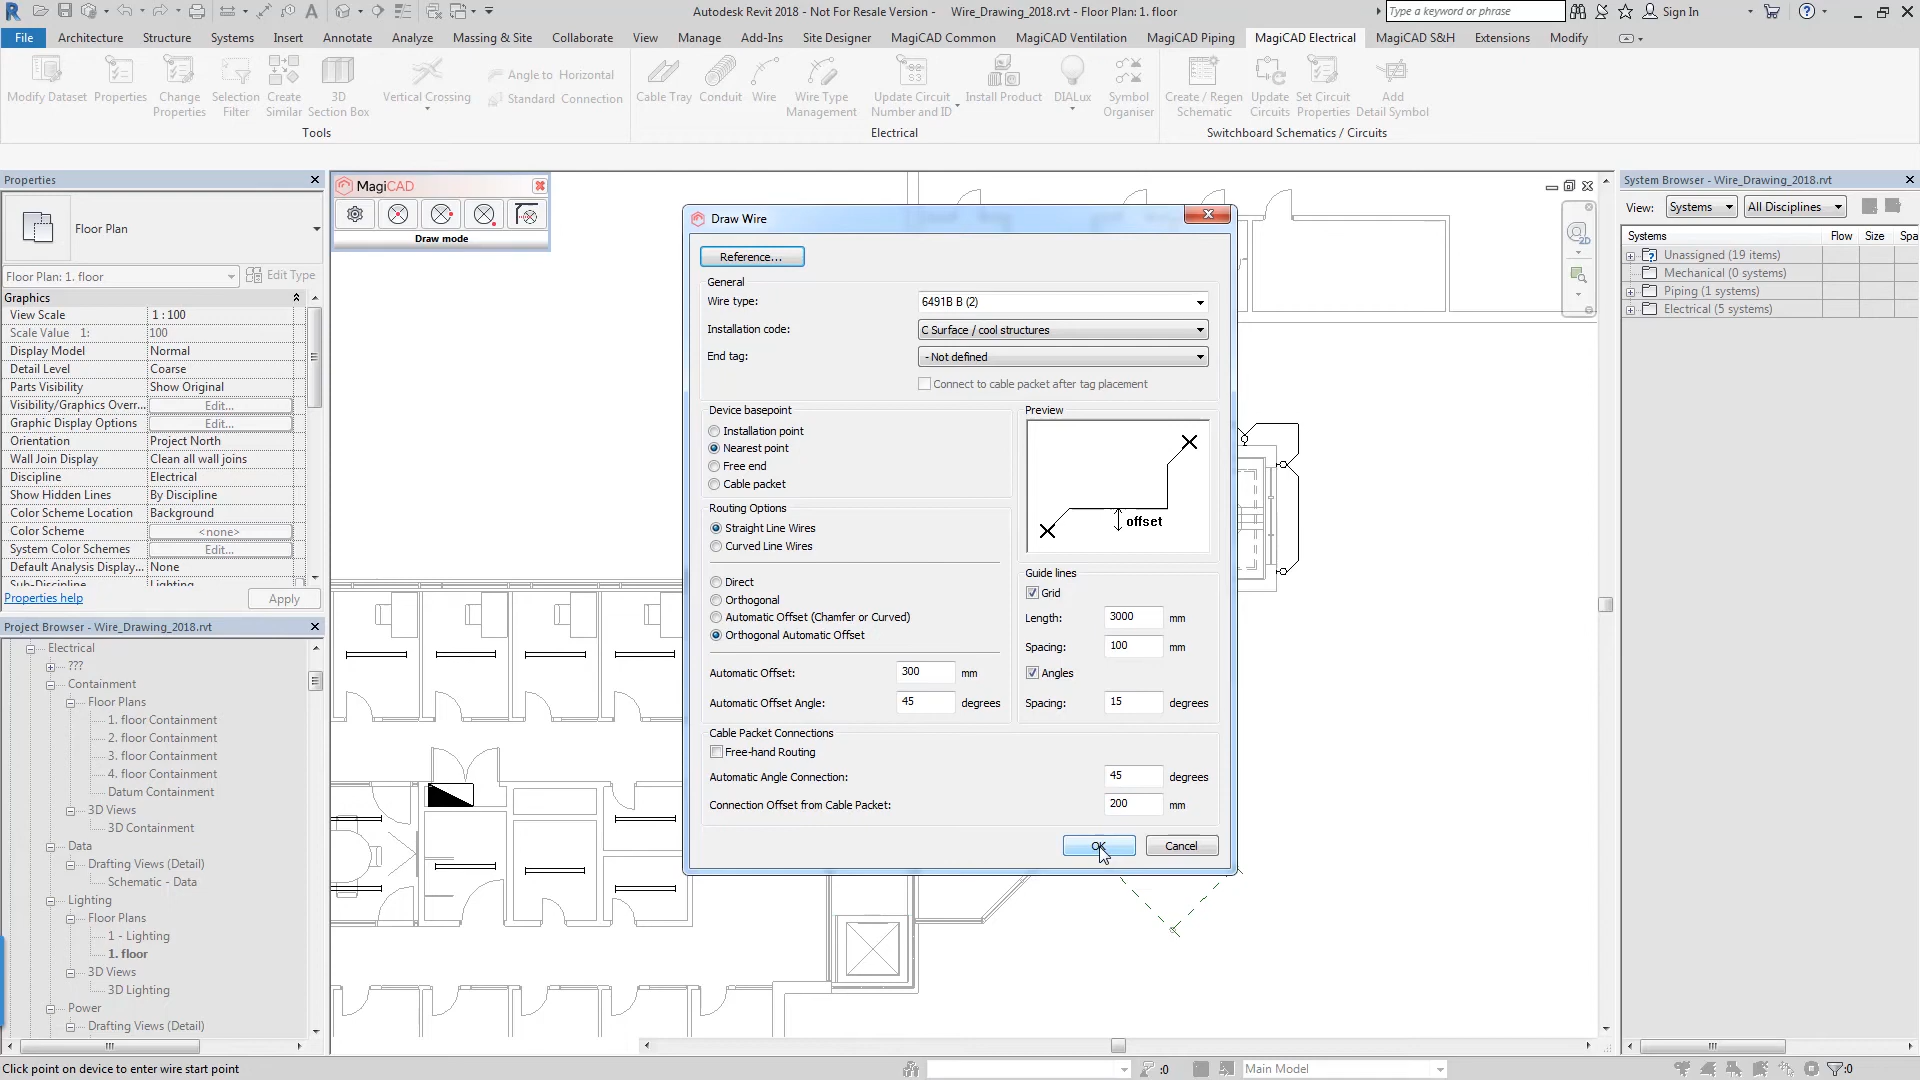 Autodesk Revit 2018 - Not For Resale Version -    Wire_Drawing_2018.rvt - Floor Plan: 1. floor
Type a keyword or phrase
Sign In
File Architecture Structure Systems Insert Annotate Analyze Massing & Site Collaborate View Manage Add-Ins Site Designer MagiCAD Common MagiCAD Ventilation MagiCAD Piping MagiCAD Electrical MagiCAD S&H Extensions Modify
Angle to Horizontal
Standard Connection
Modify Dataset Properties Change Properties Selection Filter Create Similar 3D Section Box Vertical Crossing
Cable Tray Conduit Wire Wire Type Management Update Circuit Number and ID Install Product DIALux Symbol Organiser
Create / Regen Schematic Update Circuits Set Circuit Properties Add Detail Symbol
Tools Electrical Switchboard Schematics / Circuits
Properties
Floor Plan
Floor Plan: 1. floor Edit Type
Graphics
View Scale 1 : 100
Scale Value 1: 100
Display Model Normal
Detail Level Coarse
Parts Visibility Show Original
Visibility/Graphics Overr... Edit...
Graphic Display Options Edit...
Orientation Project North
Wall Join Display Clean all wall joins
Discipline Electrical
Show Hidden Lines By Discipline
Color Scheme Location Background
Color Scheme <none>
System Color Schemes Edit...
Default Analysis Display... None
Sub-Discipline Lighting
Properties help Apply
Project Browser - Wire_Drawing_2018.rvt
Electrical
???
Containment
Floor Plans
1. floor Containment
2. floor Containment
3. floor Containment
4. floor Containment
Datum Containment
3D Views
3D Containment
Data
Drafting Views (Detail)
Schematic - Data
Lighting
Floor Plans
1 - Lighting
1. floor
3D Views
3D Lighting
Power
Drafting Views (Detail)
MagiCAD
Draw mode
Draw Wire
Reference...
General
Wire type: 6491B B (2)
Installation code: C Surface / cool structures
End tag: - Not defined
Connect to cable packet after tag placement
Device basepoint
Installation point
Nearest point
Free end
Cable packet
Preview
offset
Routing Options
Straight Line Wires
Curved Line Wires
Direct
Orthogonal
Automatic Offset (Chamfer or Curved)
Orthogonal Automatic Offset
Automatic Offset: 300 mm
Automatic Offset Angle: 45 degrees
Guide lines
Grid
Length: 3000 mm
Spacing: 100 mm
Angles
Spacing: 15 degrees
Cable Packet Connections
Free-hand Routing
Automatic Angle Connection: 45 degrees
Connection Offset from Cable Packet: 200 mm
OK Cancel
2D
System Browser - Wire_Drawing_2018.rvt
View: Systems All Disciplines
Systems Flow Size Spa
Unassigned (19 items)
Mechanical (0 systems)
Piping (1 systems)
Electrical (5 systems)
Click point on device to enter wire start point
:0
Main Model
:0